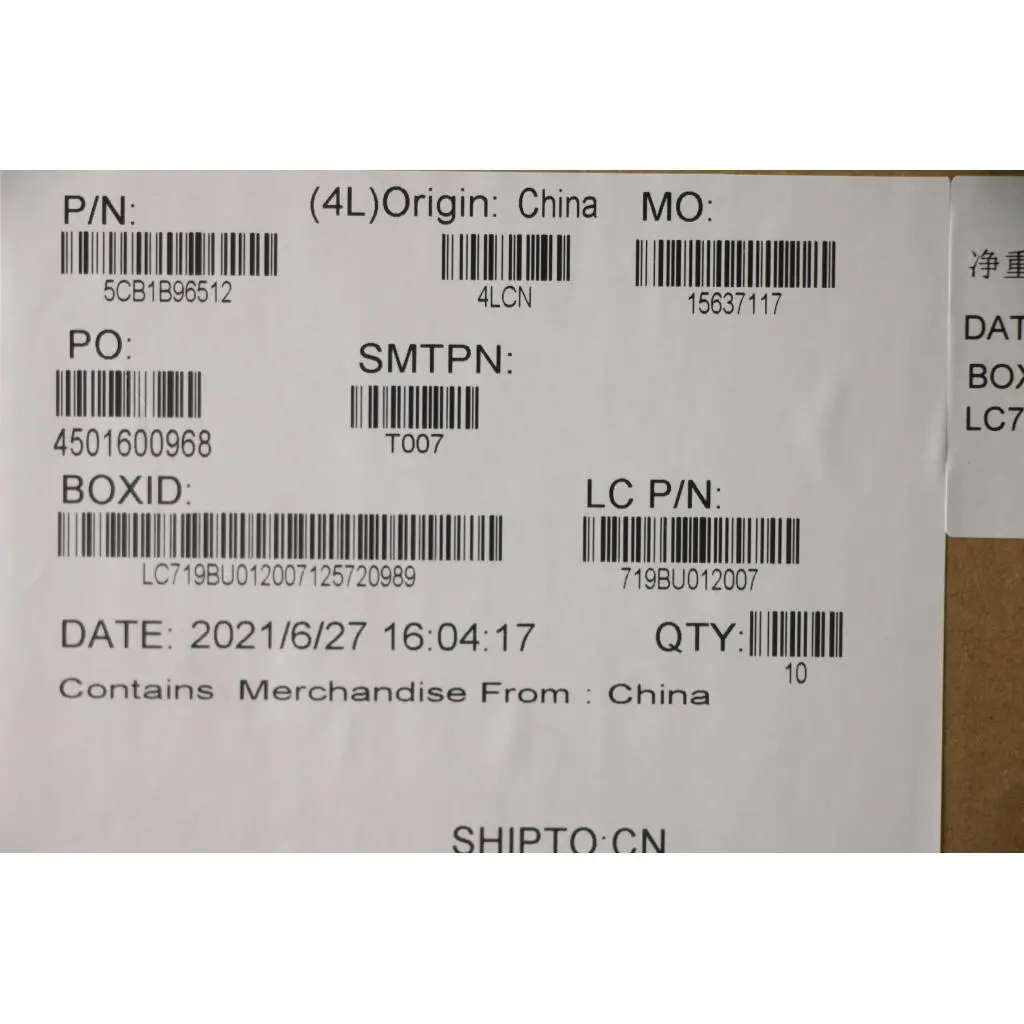 P/N:
(4L)Origin: China
MO:
5CB1B96512
4LCN
15637117
PO:
SMTPN:
4501600968
T007
BOXID:
LC P/N:
LC719BU012007125720989
719BU012007
DATE: 2021/6/27 16:04:17
QTY:
10
Contains Merchandise From : China
SHIPTO:CN
净重
DAT
BOX
LC7